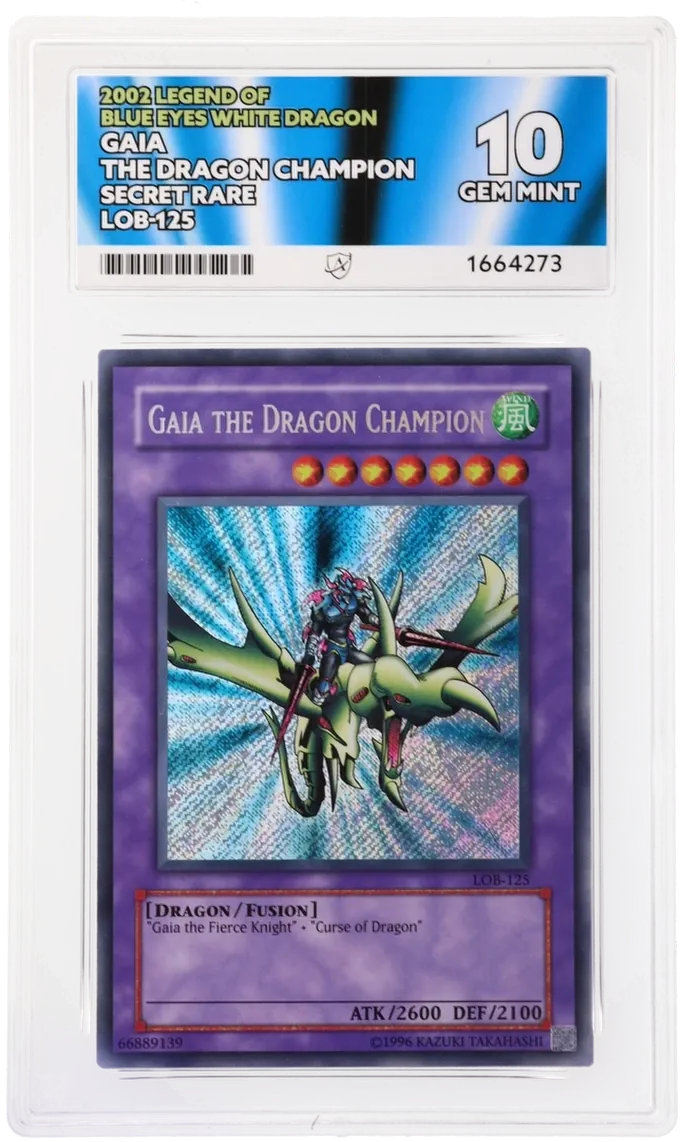 2002 LEGEND OF
BLUE EYES WHITE DRAGON
GAIA
THE DRAGON CHAMPION
SECRET RARE
LOB-125
10
GEM MINT
1664273
GAIA THE DRAGON CHAMPION
WIND
風
LOB-125
[DRAGON/FUSION]
"Gaia the Fierce Knight" + "Curse of Dragon"
ATK/2600 DEF/2100
66889139
©1996 KAZUKI TAKAHASHI